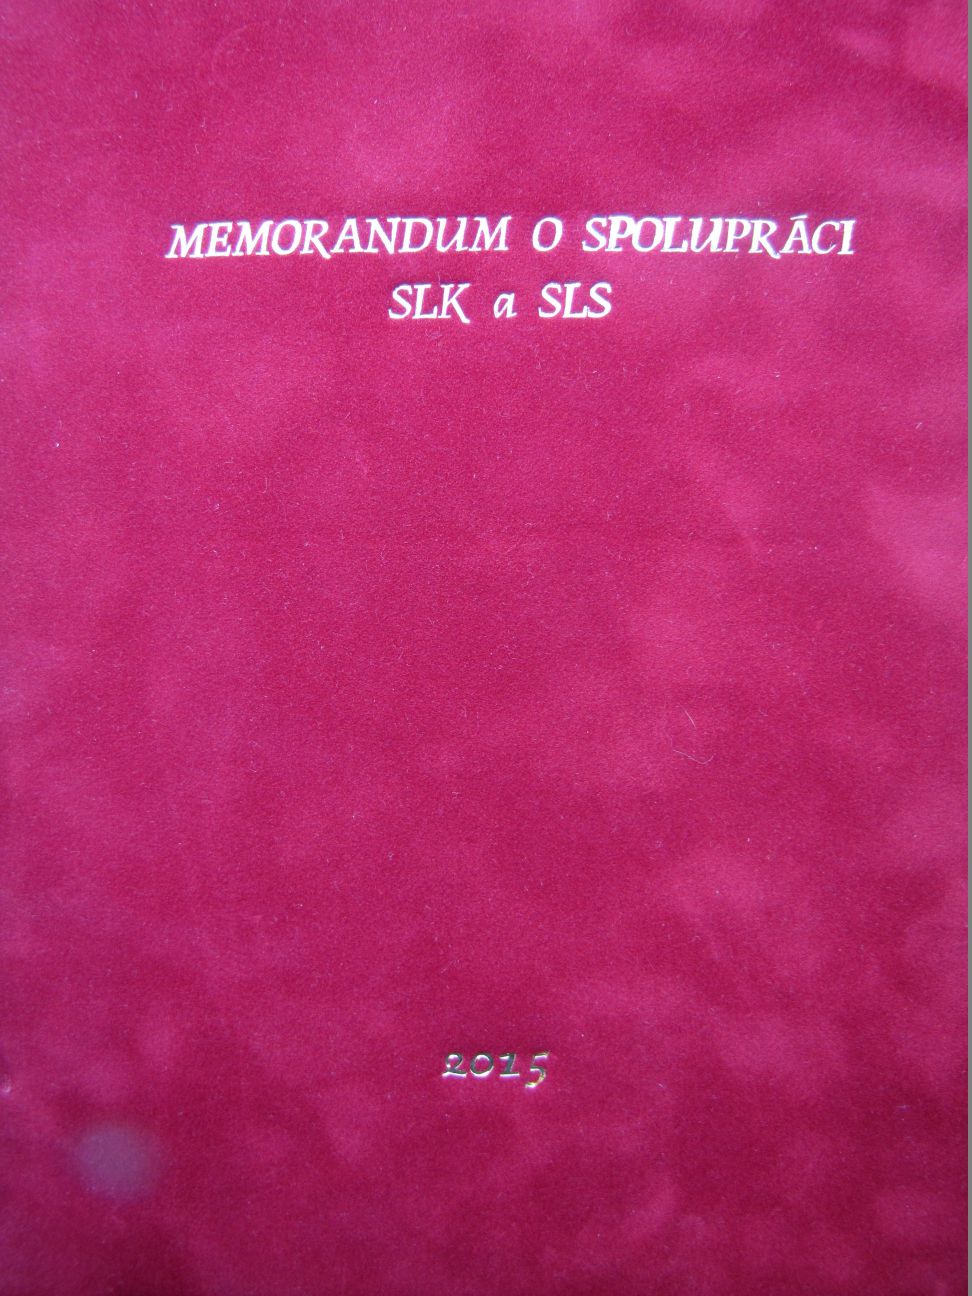 MEMORANDUM O SPOLUPRÁCI
SLK a SLS
2015